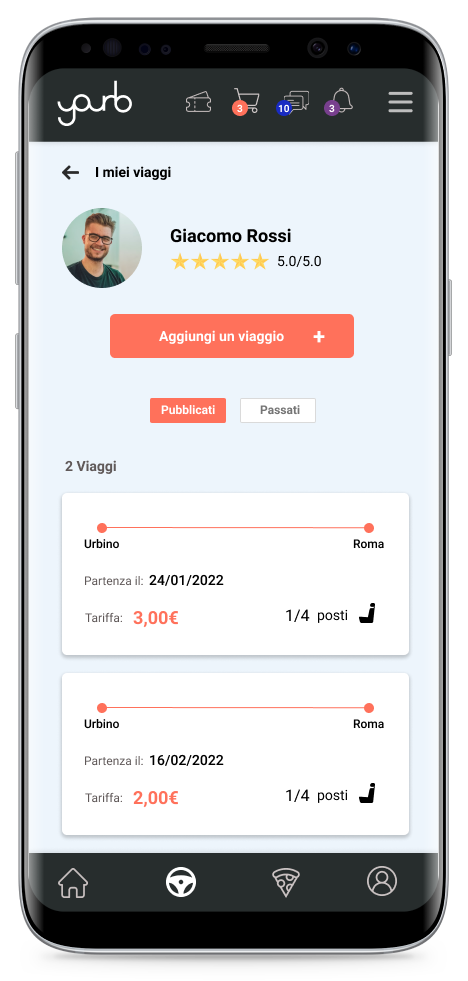 yourb
3
10
3
I miei viaggi
Giacomo Rossi
5.0/5.0
Aggiungi un viaggio +
Pubblicati Passati
2 Viaggi
Urbino Roma
Partenza il: 24/01/2022
Tariffa: 3,00€ 1/4 posti
Urbino Roma
Partenza il: 16/02/2022
Tariffa: 2,00€ 1/4 posti